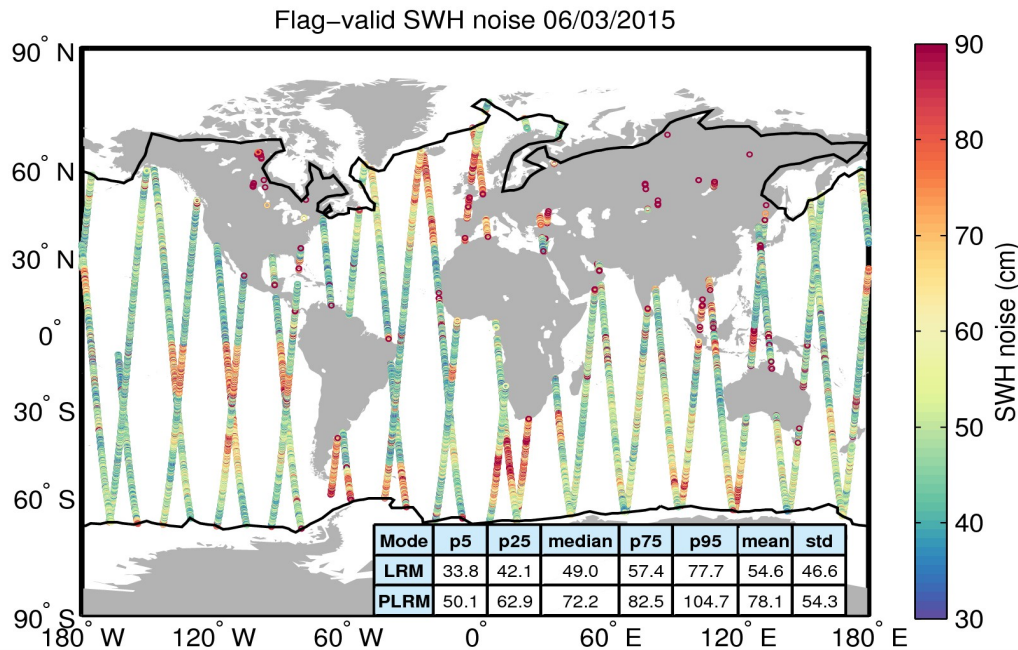 Flag−valid SWH noise 06/03/2015
90° N
60° N
30° N
0°
30° S
60° S
90° S
180° W
120° W
60° W
0°
60° E
120° E
180° E
Mode p5 p25 median p75 p95 mean std
LRM 33.8 42.1 49.0 57.4 77.7 54.6 46.6
PLRM 50.1 62.9 72.2 82.5 104.7 78.1 54.3
90
80
70
60
50
40
30
SWH noise (cm)